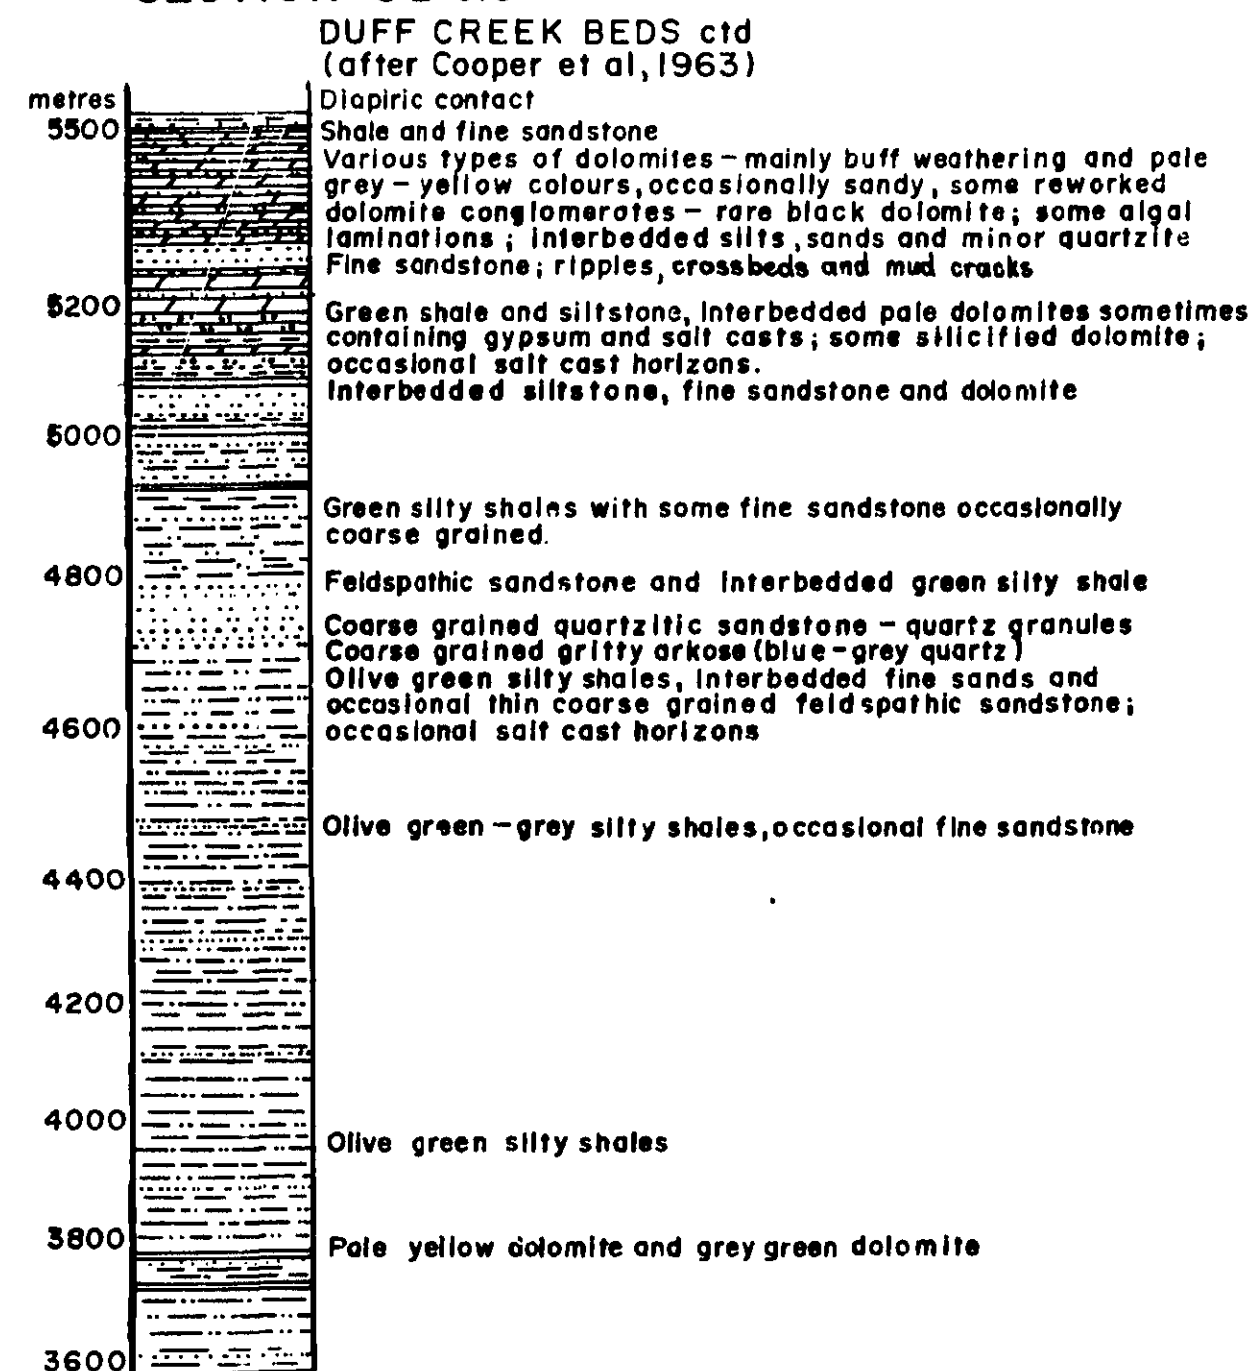 DUFF CREEK BEDS ctd
(after Cooper et al, 1963)
metres
Diapiric contact
5500
Shale and fine sandstone
Various types of dolomites - mainly buff weathering and pale
grey - yellow colours, occasionally sandy, some reworked
dolomite conglomerates - rare black dolomite; some algal
laminations; interbedded silts, sands and minor quartzite
Fine sandstone; ripples, crossbeds and mud cracks
5200
Green shale and siltstone, interbedded pale dolomites sometimes
containing gypsum and salt casts; some silicified dolomite;
occasional salt cast horizons.
Interbedded siltstone, fine sandstone and dolomite
5000
Green silty shales with some fine sandstone occasionally
coarse grained.
4800
Feldspathic sandstone and interbedded green silty shale
Coarse grained quartzitic sandstone - quartz granules
Coarse grained gritty arkose (blue-grey quartz)
Olive green silty shales, interbedded fine sands and
occasional thin coarse grained feldspathic sandstone;
4600
occasional salt cast horizons
Olive green - grey silty shales, occasional fine sandstone
4400
4200
4000
Olive green silty shales
3800
Pale yellow dolomite and grey green dolomite
3600